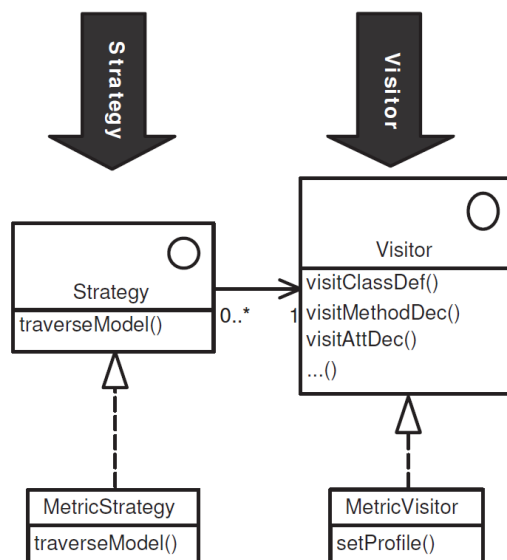 Strategy
Visitor
Strategy
traverseModel()
0..*
1
Visitor
visitClassDef()
visitMethodDec()
visitAttDec()
...()
MetricStrategy
traverseModel()
MetricVisitor
setProfile()